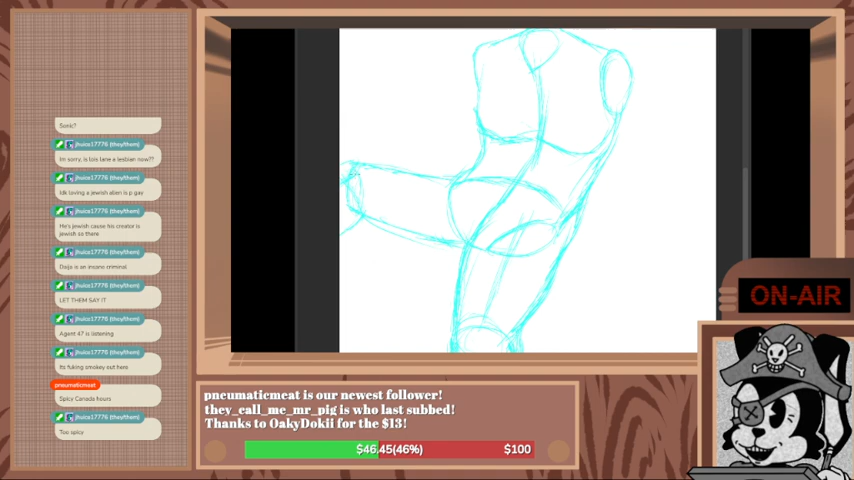 Sonic?
jhuice17776 (they/them)
Im sorry, is lois lane a lesbian now??
jhuice17776 (they/them)
Idk loving a jewish alien is p gay
jhuice17776 (they/them)
He's jewish cause his creator is
jewish so there
jhuice17776 (they/them)
Daija is an insane criminal
jhuice17776 (they/them)
LET THEM SAY IT
jhuice17776 (they/them)
Agent 47 is listening
jhuice17776 (they/them)
Its fuking smokey out here
pneumaticmeat
Spicy Canada hours
jhuice17776 (they/them)
Too spicy
ON-AIR
pneumaticmeat is our newest follower!
they_call_me_mr_pig is who last subbed!
Thanks to OakyDokii for the $13!
$46.45(46%)
$100